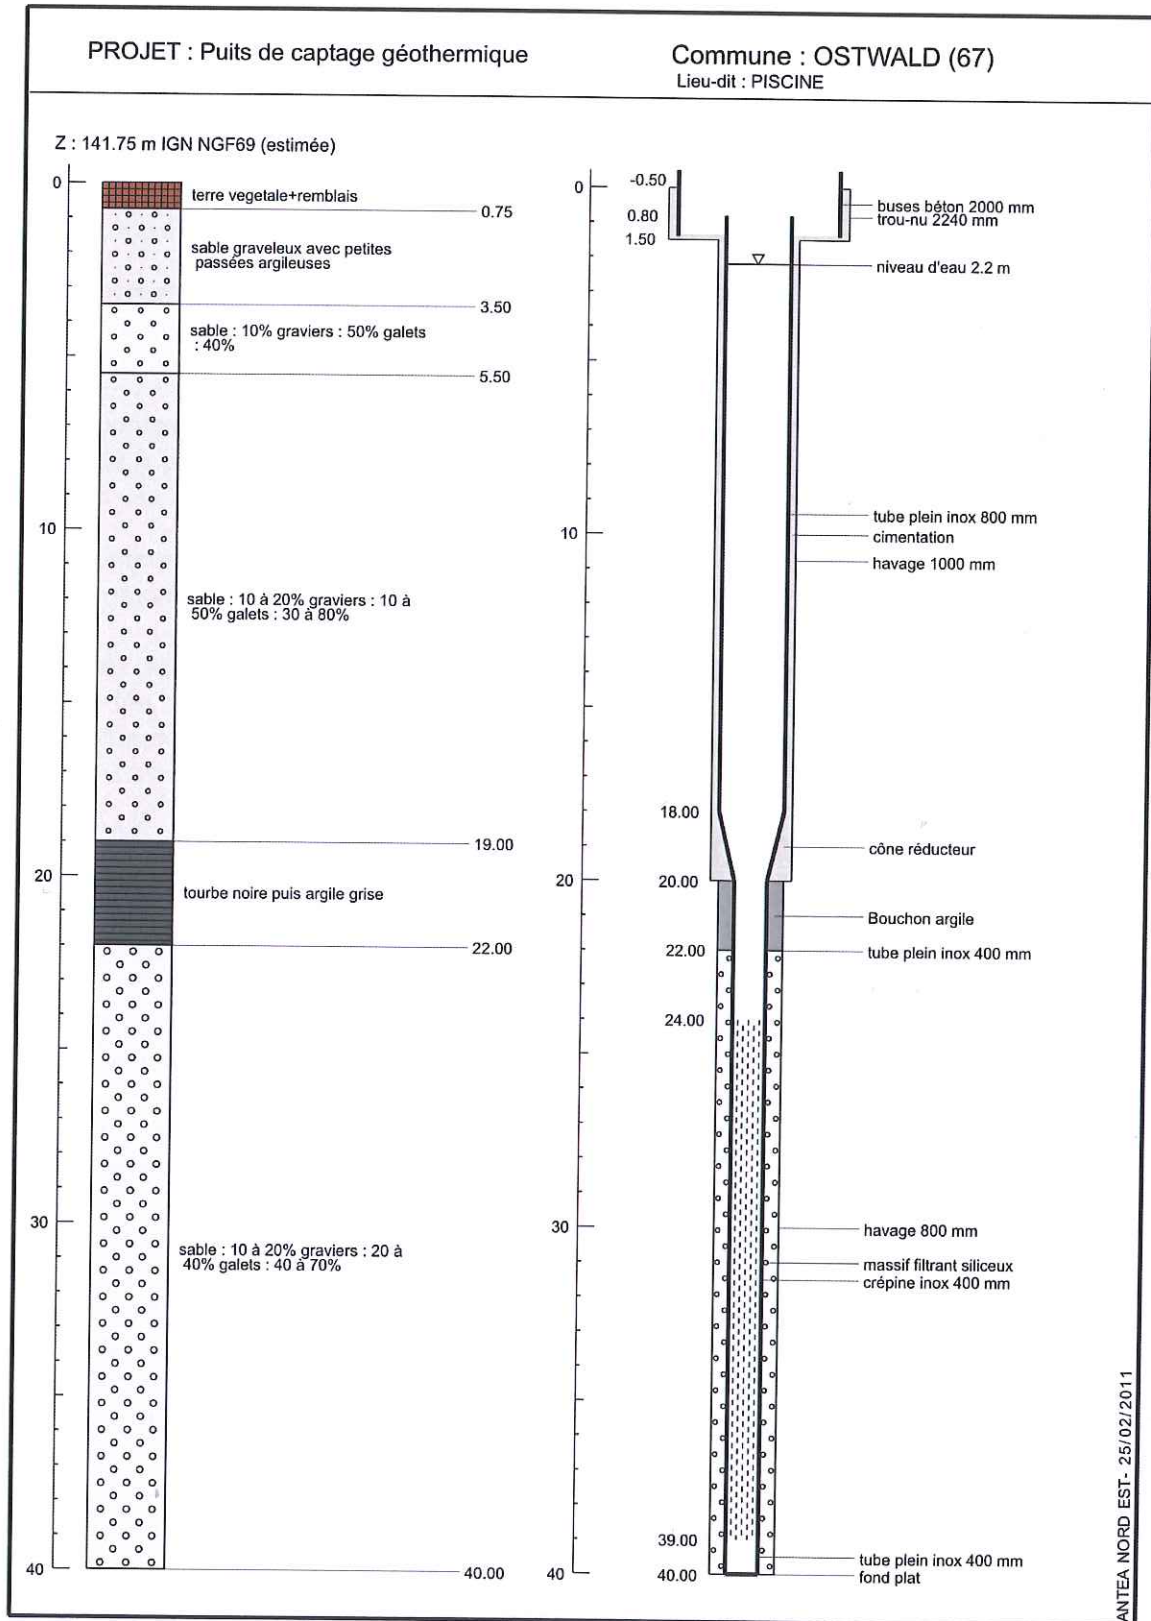 PROJET : Puits de captage géothermique
Commune : OSTWALD (67)
Lieu-dit : PISCINE
Z : 141.75 m IGN NGF69 (estimée)
0
10
20
30
40
terre vegetale+remblais
0.75
sable graveleux avec petites
passées argileuses
3.50
sable : 10% graviers : 50% galets
: 40%
5.50
sable : 10 à 20% graviers : 10 à
50% galets : 30 à 80%
19.00
tourbe noire puis argile grise
22.00
sable : 10 à 20% graviers : 20 à
40% galets : 40 à 70%
40.00
0
10
20
30
40
-0.50
0.80
1.50
18.00
20.00
22.00
24.00
39.00
40.00
buses béton 2000 mm
trou-nu 2240 mm
niveau d'eau 2.2 m
tube plein inox 800 mm
cimentation
havage 1000 mm
cône réducteur
Bouchon argile
tube plein inox 400 mm
havage 800 mm
massif filtrant siliceux
crépine inox 400 mm
tube plein inox 400 mm
fond plat
ANTEA NORD EST- 25/02/2011